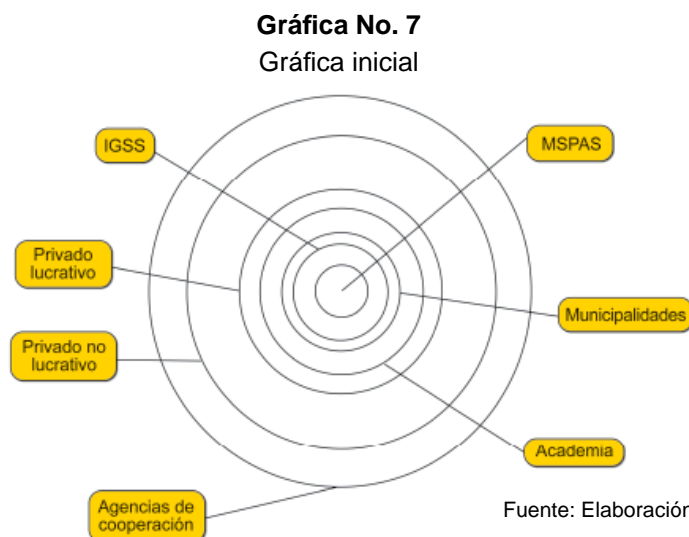 Gráfica No. 7
Gráfica inicial
IGSS
MSPAS
Privado
lucrativo
Municipalidades
Privado no
lucrativo
Academia
Agencias de
cooperación
Fuente: Elaboración